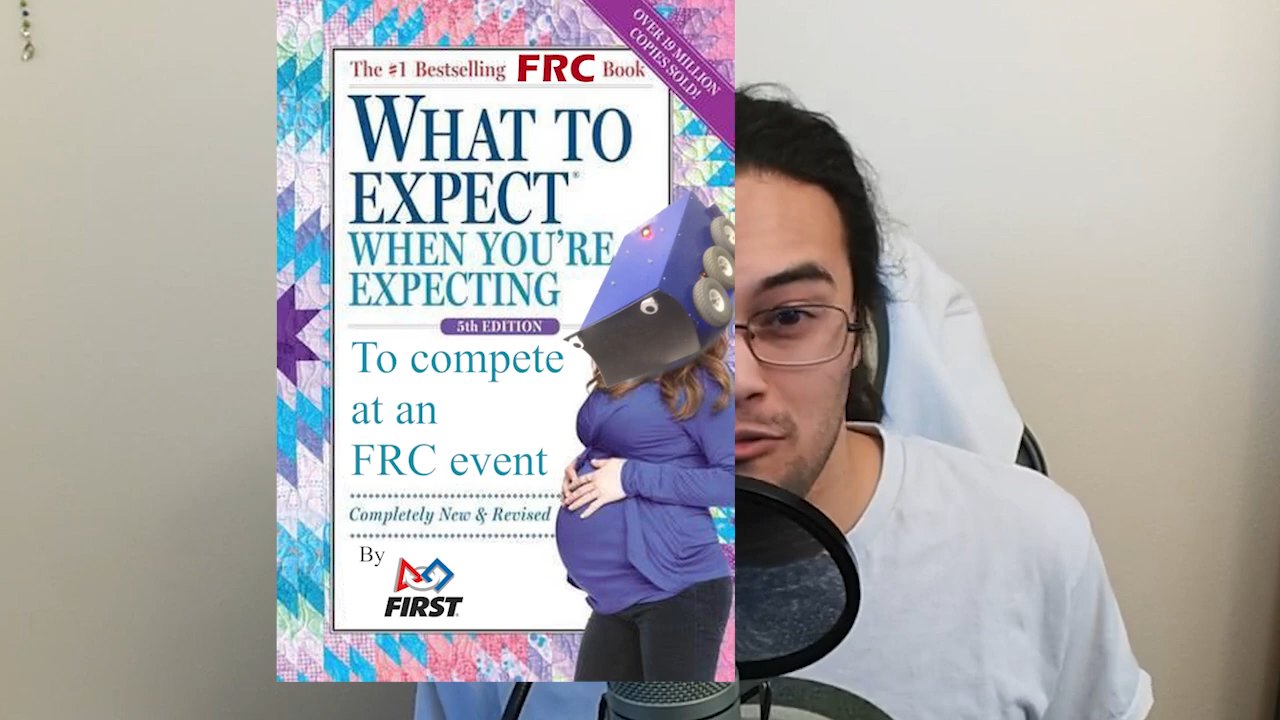 OVER 19 MILLION
COPIES SOLD!
The #1 Bestselling FRC Book
WHAT TO
EXPECT®
WHEN YOU'RE
EXPECTING
5th EDITION
To compete
at an
FRC event
Completely New & Revised
By
FIRST